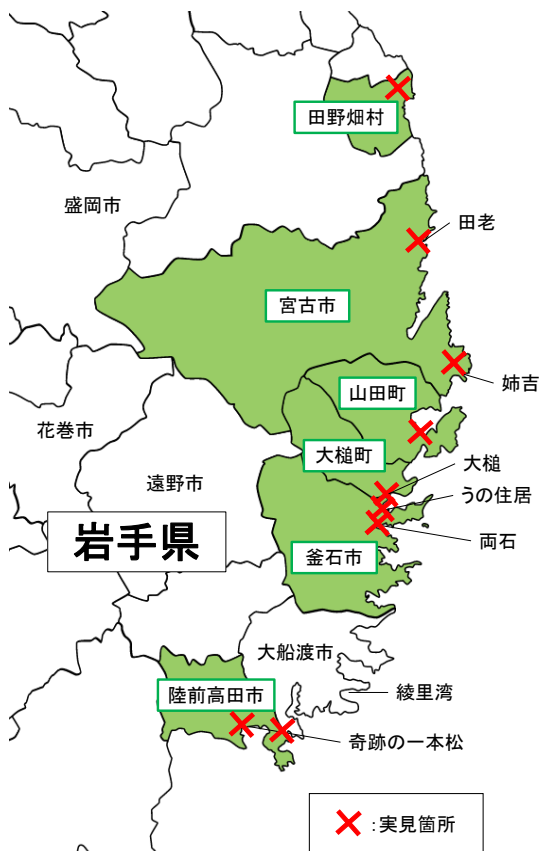 田野畑村
盛岡市
田老
宮古市
姉吉
山田町
花巻市
大槌町
大槌
遠野市
うの住居
両石
岩手県
釜石市
大船渡市
陸前高田市
綾里湾
奇跡の一本松
:実見箇所